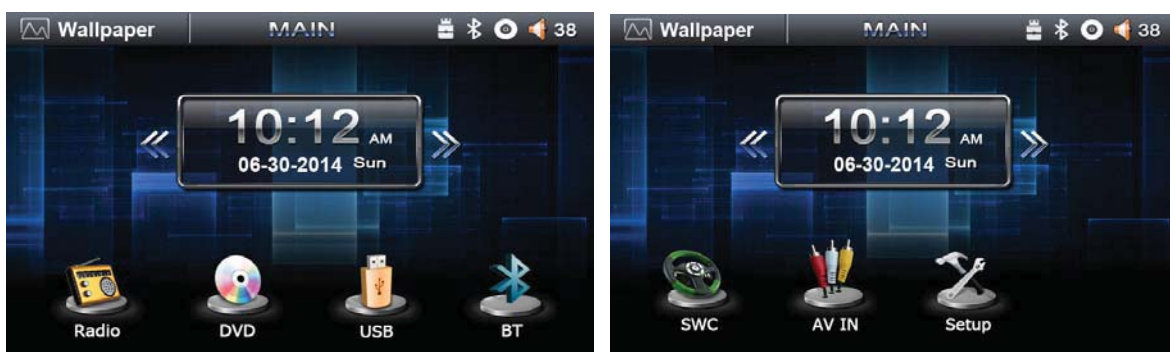 Wallpaper MAIN 38
10:12 AM
06-30-2014 Sun
Radio DVD USB BT
Wallpaper MAIN 38
10:12 AM
06-30-2014 Sun
SWC AV IN Setup